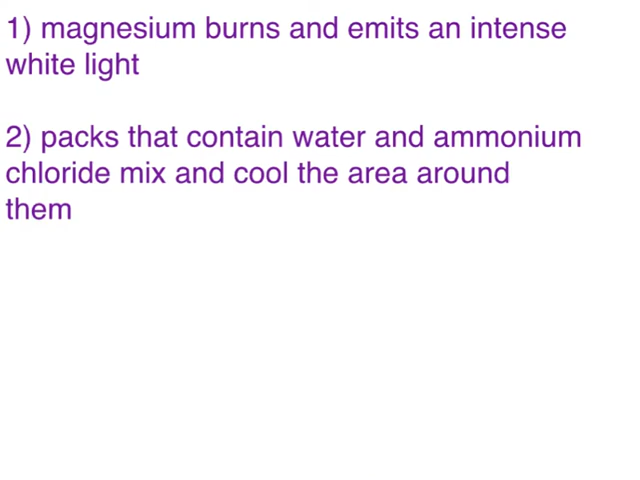 1) magnesium burns and emits an intense
white light
2) packs that contain water and ammonium
chloride mix and cool the area around
them